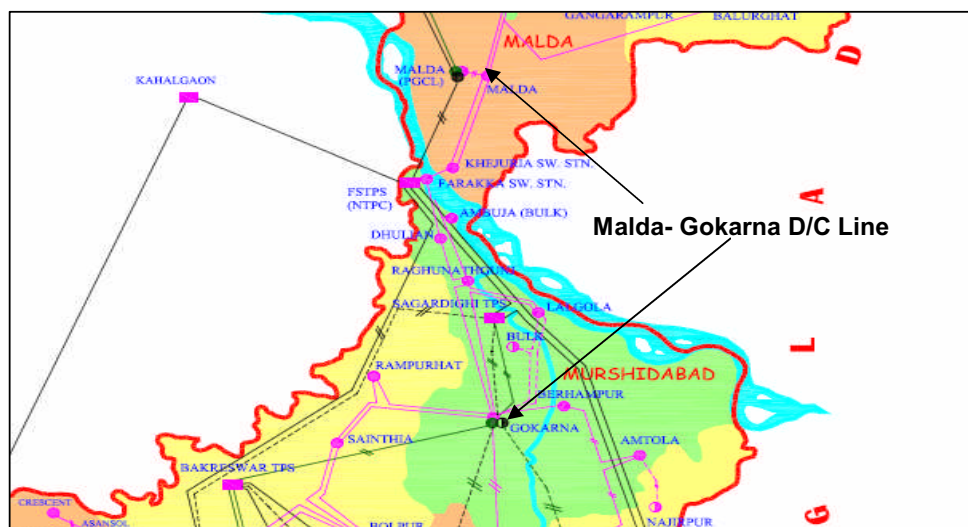 GANGARAMPUR
BALURGHAT
MALDA
D
MALDA
(PGCL)
MALDA
KAHALGAON
KHEJURIA SW. STN.
FARAKKA SW. STN.
FSTPS
(NTPC)
A
AMBUJA (BULK)
Malda- Gokarna D/C Line
DHULIAN
RAGHUNATHGUNJ
SAGARDIGHI TPS
LALGOLA
L
BULK
RAMPURHAT
MURSHIDABAD
BERHAMPUR
GOKARNA
SAINTHIA
AMTOLA
BAKRESWAR TPS
CRESCENT
G
ASANSOL
BOLPUR
NAJIRPUR